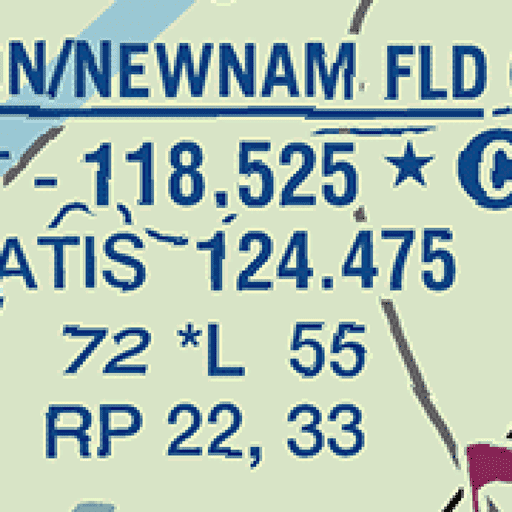 N/NEWNAM FLD
- 118.525 ★ C
ATIS 124.475
72 *L 55
RP 22, 33